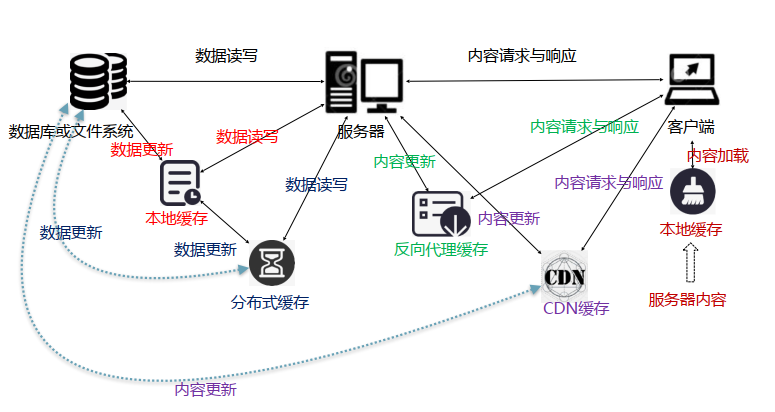 数据读写
内容请求与响应
数据库或文件系统
服务器
客户端
数据更新
数据读写
内容请求与响应
内容加载
内容更新
数据读写
内容请求与响应
本地缓存
内容更新
本地缓存
数据更新
数据更新
反向代理缓存
CDN
分布式缓存
CDN缓存
服务器内容
内容更新